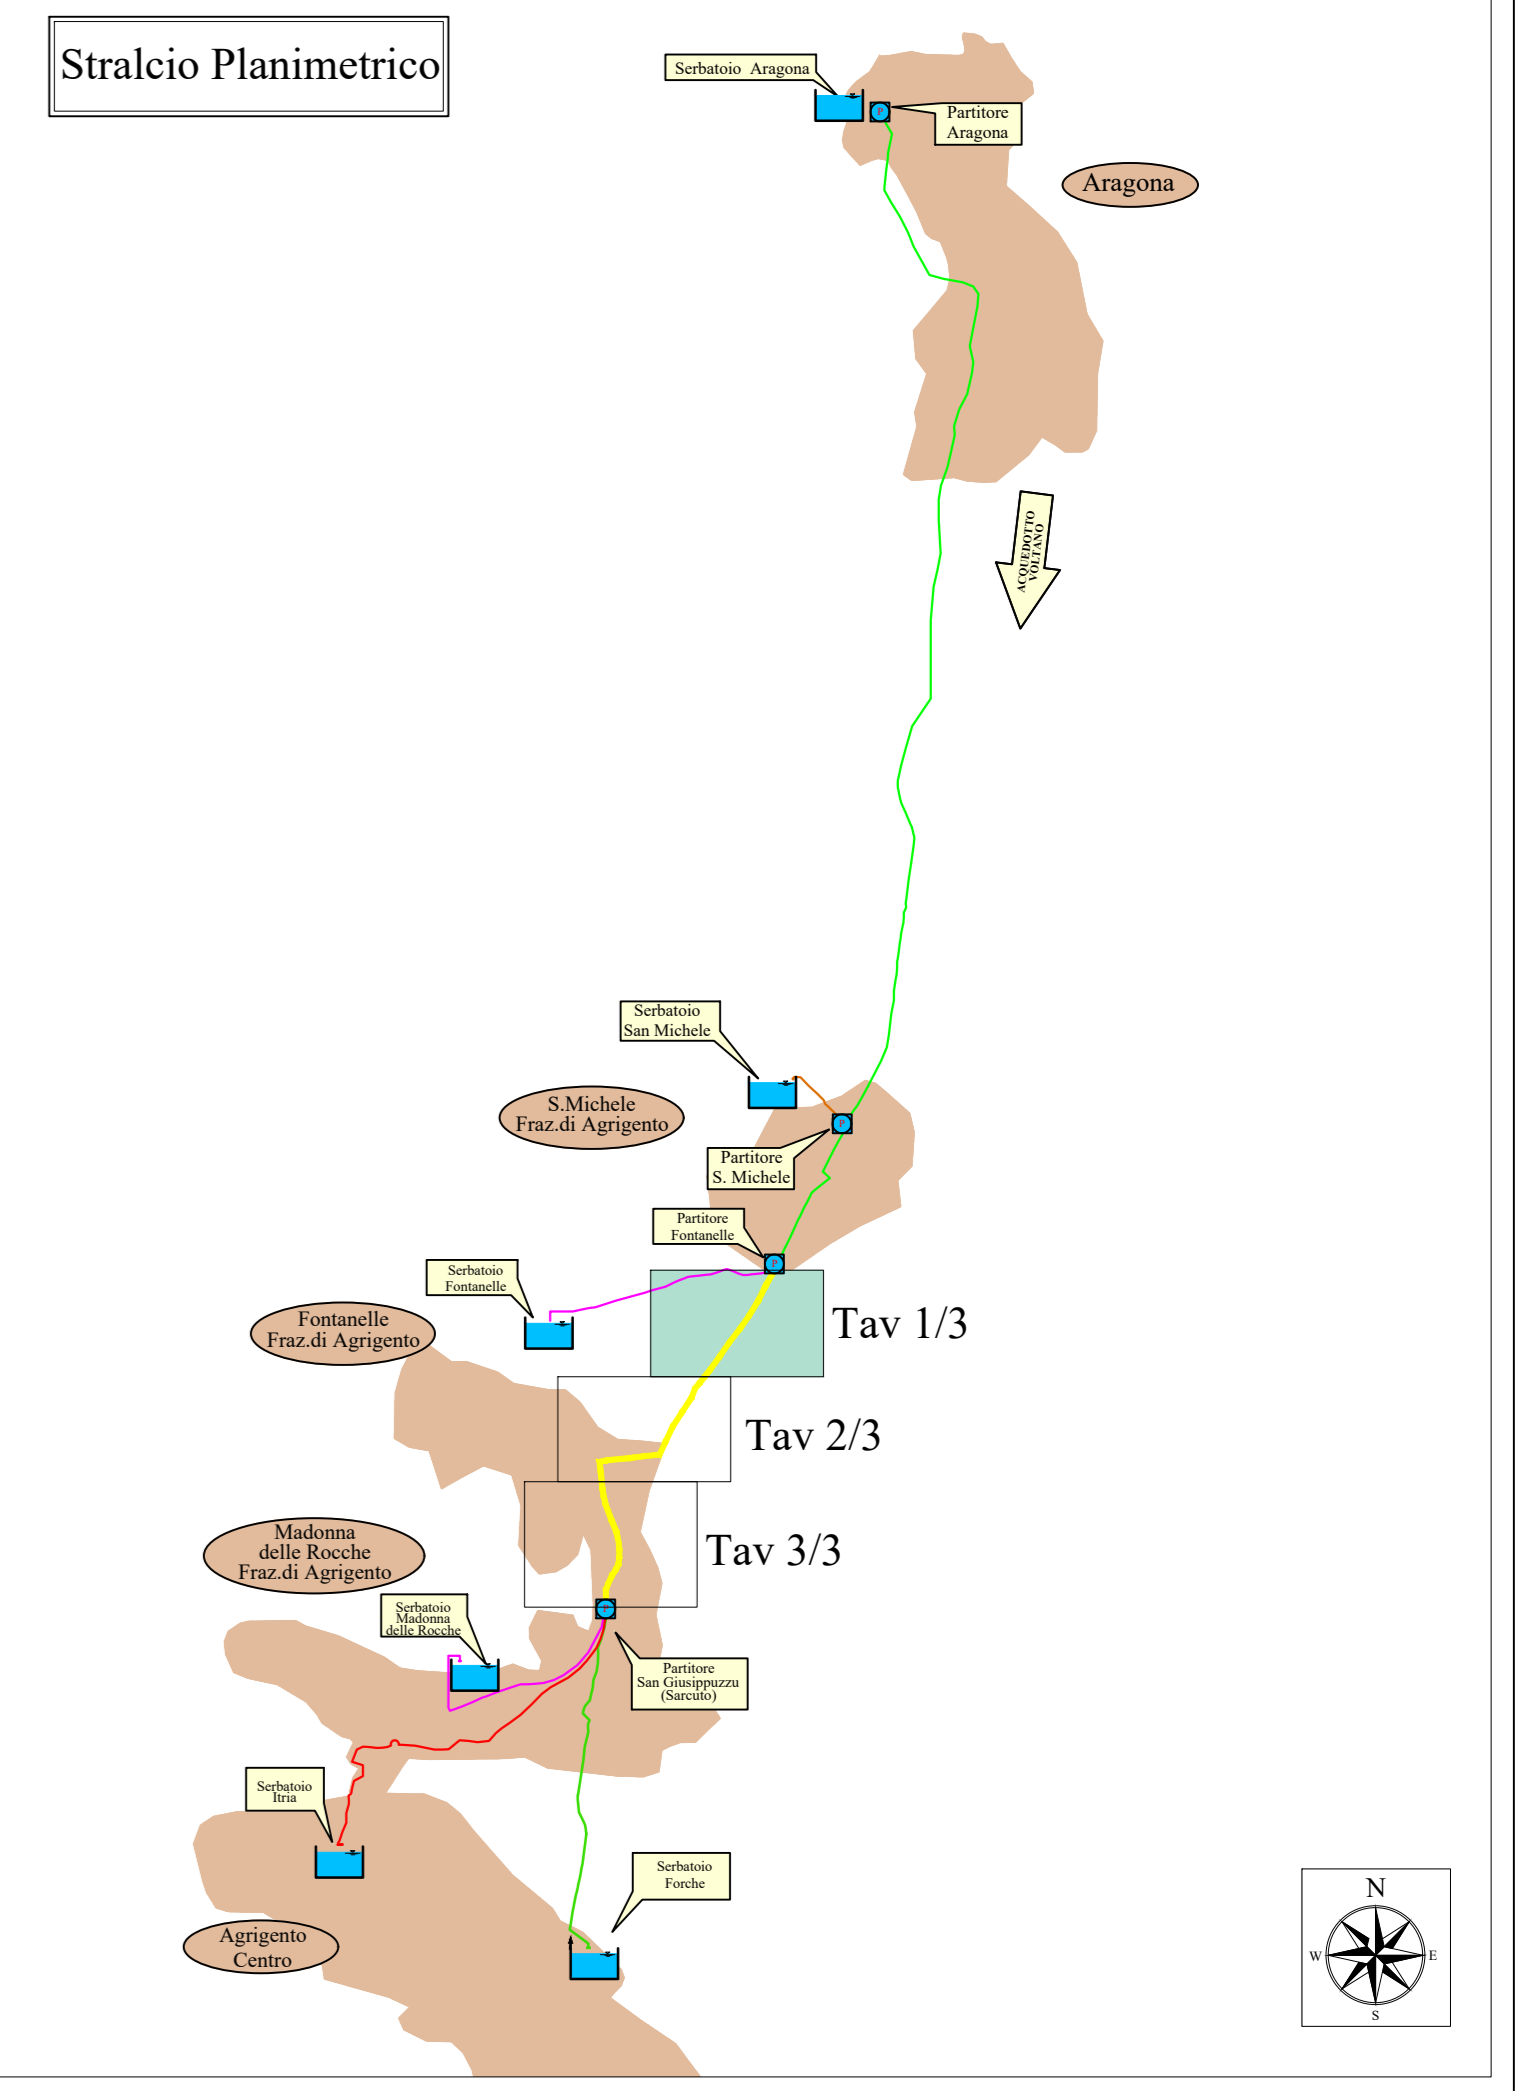 Stralcio Planimetrico
Serbatoio Aragona
P
Partitore
Aragona
Aragona
ACQUEDOTTO
VOLTANO
Serbatoio
San Michele
S.Michele
Fraz.di Agrigento
P
Partitore
S. Michele
Partitore
Fontanelle
P
Serbatoio
Fontanelle
Fontanelle
Fraz.di Agrigento
Tav 1/3
Tav 2/3
Tav 3/3
Madonna
delle Rocche
Fraz.di Agrigento
Serbatoio
Madonna
delle Rocche
P
Partitore
San Giusippuzzu
(Sarcuto)
Serbatoio
Itria
Serbatoio
Forche
Agrigento
Centro
N
W
E
S